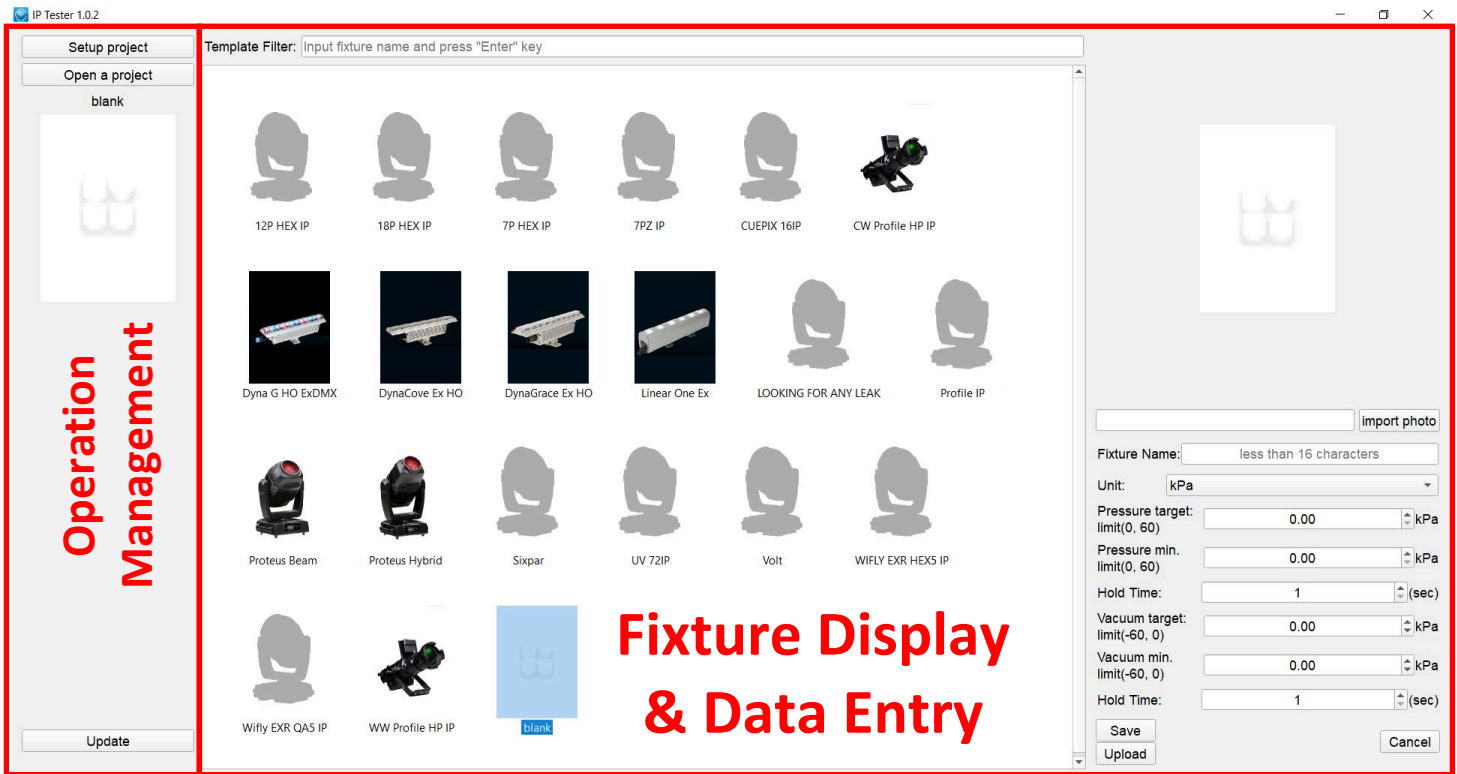 IP Tester 1.0.2
Setup project
Open a project
blank
Operation
Management
Update
Template Filter: Input fixture name and press "Enter" key
12P HEX IP 18P HEX IP 7P HEX IP 7PZ IP CUEPIX 16IP CW Profile HP IP
Dyna G HO ExDMX DynaCove Ex HO DynaGrace Ex HO Linear One Ex LOOKING FOR ANY LEAK Profile IP
Proteus Beam Proteus Hybrid Sixpar UV 72IP Volt WIFLY EXR HEX5 IP
Wifly EXR QA5 IP WW Profile HP IP blank
Fixture Display
& Data Entry
import photo
Fixture Name: less than 16 characters
Unit: kPa
Pressure target:
limit(0, 60) 0.00 kPa
Pressure min.
limit(0, 60) 0.00 kPa
Hold Time: 1 (sec)
Vacuum target:
limit(-60, 0) 0.00 kPa
Vacuum min.
limit(-60, 0) 0.00 kPa
Hold Time: 1 (sec)
Save
Upload
Cancel